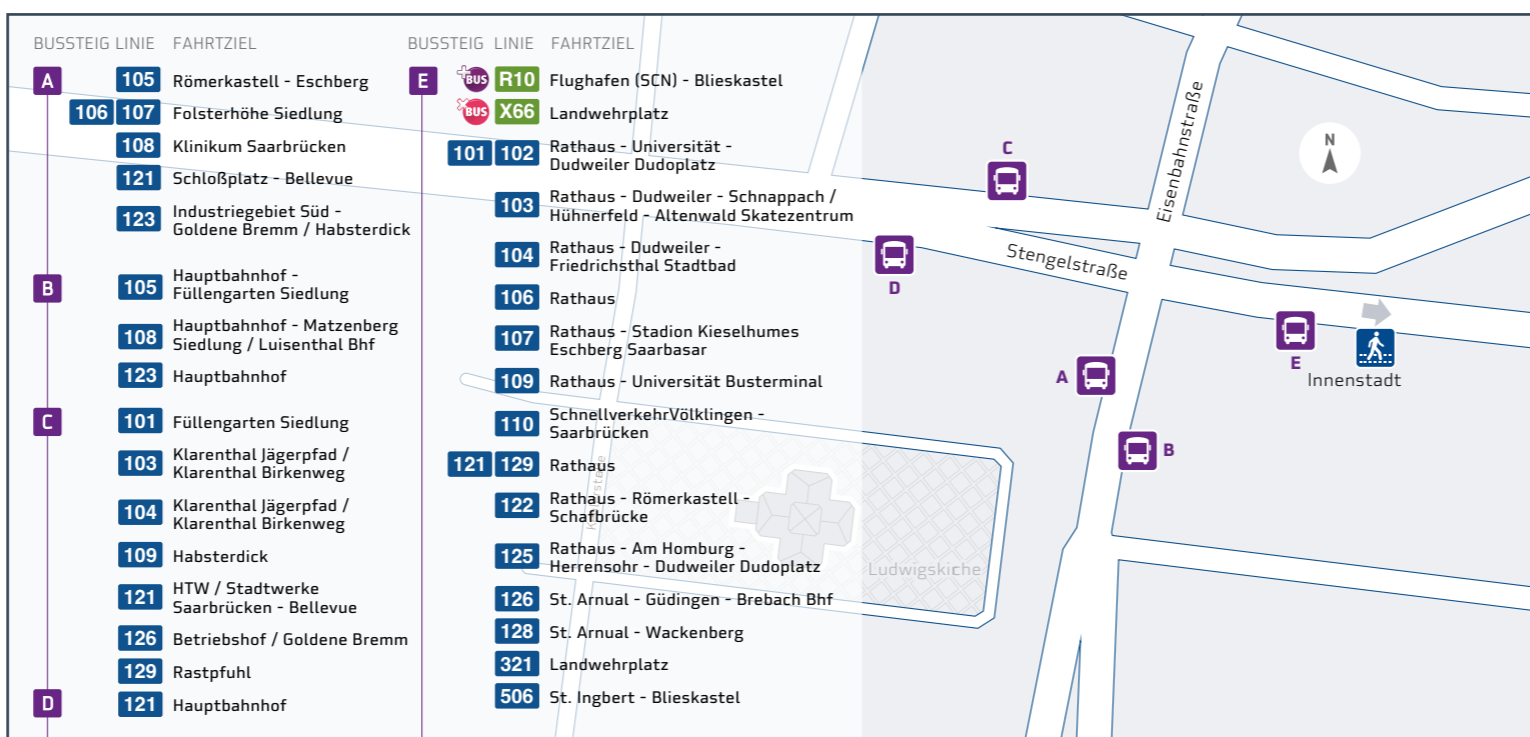 BUSSTEIG LINIE FAHRTZIEL
A 105 Römerkastell - Eschberg
106 107 Folsterhöhe Siedlung
108 Klinikum Saarbrücken
121 Schloßplatz - Bellevue
123 Industriegebiet Süd -
Goldene Bremm / Habsterdick
B 105 Hauptbahnhof -
Füllengarten Siedlung
108 Hauptbahnhof - Matzenberg
Siedlung / Luisenthal Bhf
123 Hauptbahnhof
C 101 Füllengarten Siedlung
103 Klarenthal Jägerpfad /
Klarenthal Birkenweg
104 Klarenthal Jägerpfad /
Klarenthal Birkenweg
109 Habsterdick
121 HTW / Stadtwerke
Saarbrücken - Bellevue
126 Betriebshof / Goldene Bremm
129 Rastpfuhl
D 121 Hauptbahnhof
BUSSTEIG LINIE FAHRTZIEL
E +BUS R10 Flughafen (SCN) - Blieskastel
xBUS X66 Landwehrplatz
101 102 Rathaus - Universität -
Dudweiler Dudoplatz
103 Rathaus - Dudweiler - Schnappach /
Hühnerfeld - Altenwald Skatezentrum
104 Rathaus - Dudweiler -
Friedrichsthal Stadtbad
106 Rathaus
107 Rathaus - Stadion Kieselhumes
Eschberg Saarbasar
109 Rathaus - Universität Busterminal
110 SchnellverkehrVölklingen -
Saarbrücken
121 129 Rathaus
122 Rathaus - Römerkastell -
Schafbrücke
125 Rathaus - Am Homburg -
Herrensohr - Dudweiler Dudoplatz
126 St. Arnual - Güdingen - Brebach Bhf
128 St. Arnual - Wackenberg
321 Landwehrplatz
506 St. Ingbert - Blieskastel
C
D
Stengelstraße
Eisenbahnstraße
N
A
B
E
Innenstadt
Ludwigskirche